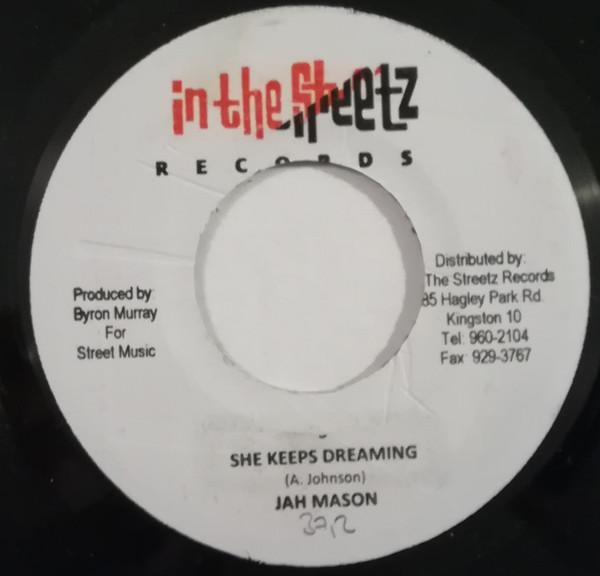 in the Streetz
RECORDS
Produced by:
Byron Murray
For
Street Music
Distributed by:
The Streetz Records
85 Hagley Park Rd.
Kingston 10
Tel: 960-2104
Fax: 929-3767
SHE KEEPS DREAMING
(A. Johnson)
JAH MASON